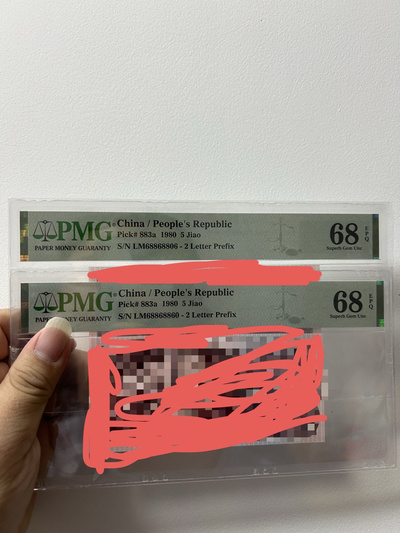 PMG
PAPER MONEY GUARANTY
China / People's Republic
Pick# 883a 1980 5 Jiao
S/N LM68868806 - 2 Letter Prefix
68 EPQ
Superb Gem Unc
PMG
PAPER MONEY GUARANTY
China / People's Republic
Pick# 883a 1980 5 Jiao
S/N LM68868860 - 2 Letter Prefix
68 EPQ
Superb Gem Unc